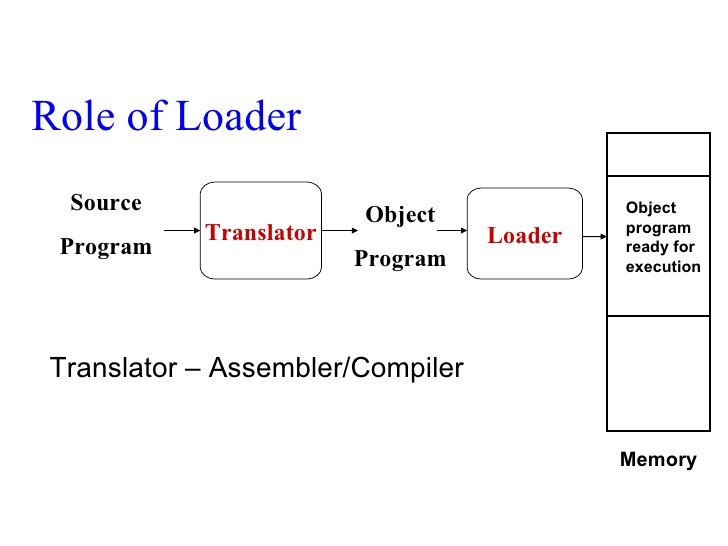 Role of Loader
Source
Program
Translator
Object
Program
Loader
Object
program
ready for
execution
Translator – Assembler/Compiler
Memory